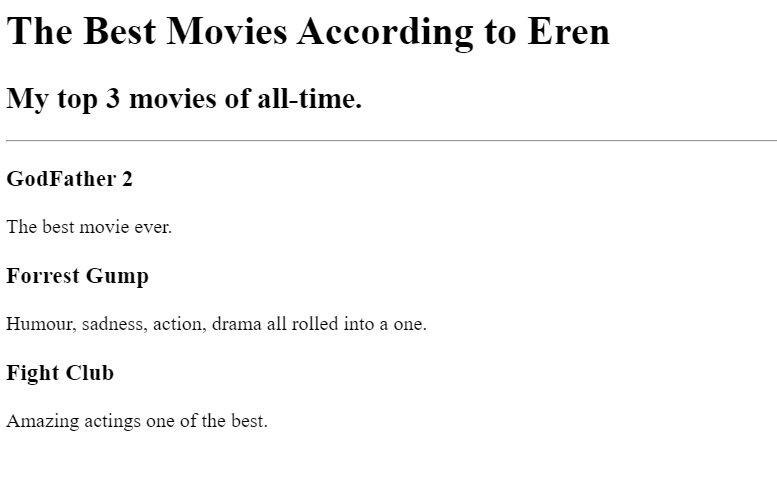 The Best Movies According to Eren
My top 3 movies of all-time.
GodFather 2
The best movie ever.
Forrest Gump
Humour, sadness, action, drama all rolled into a one.
Fight Club
Amazing actings one of the best.